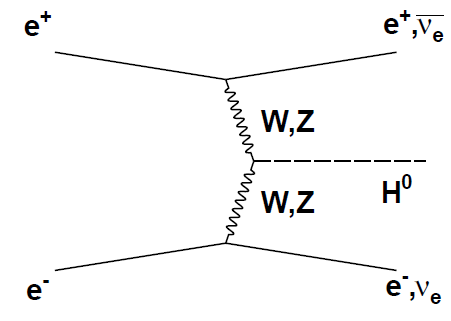 e⁺ e⁺,ν̅ₑ
W,Z
W,Z H⁰
e⁻ e⁻,νₑ